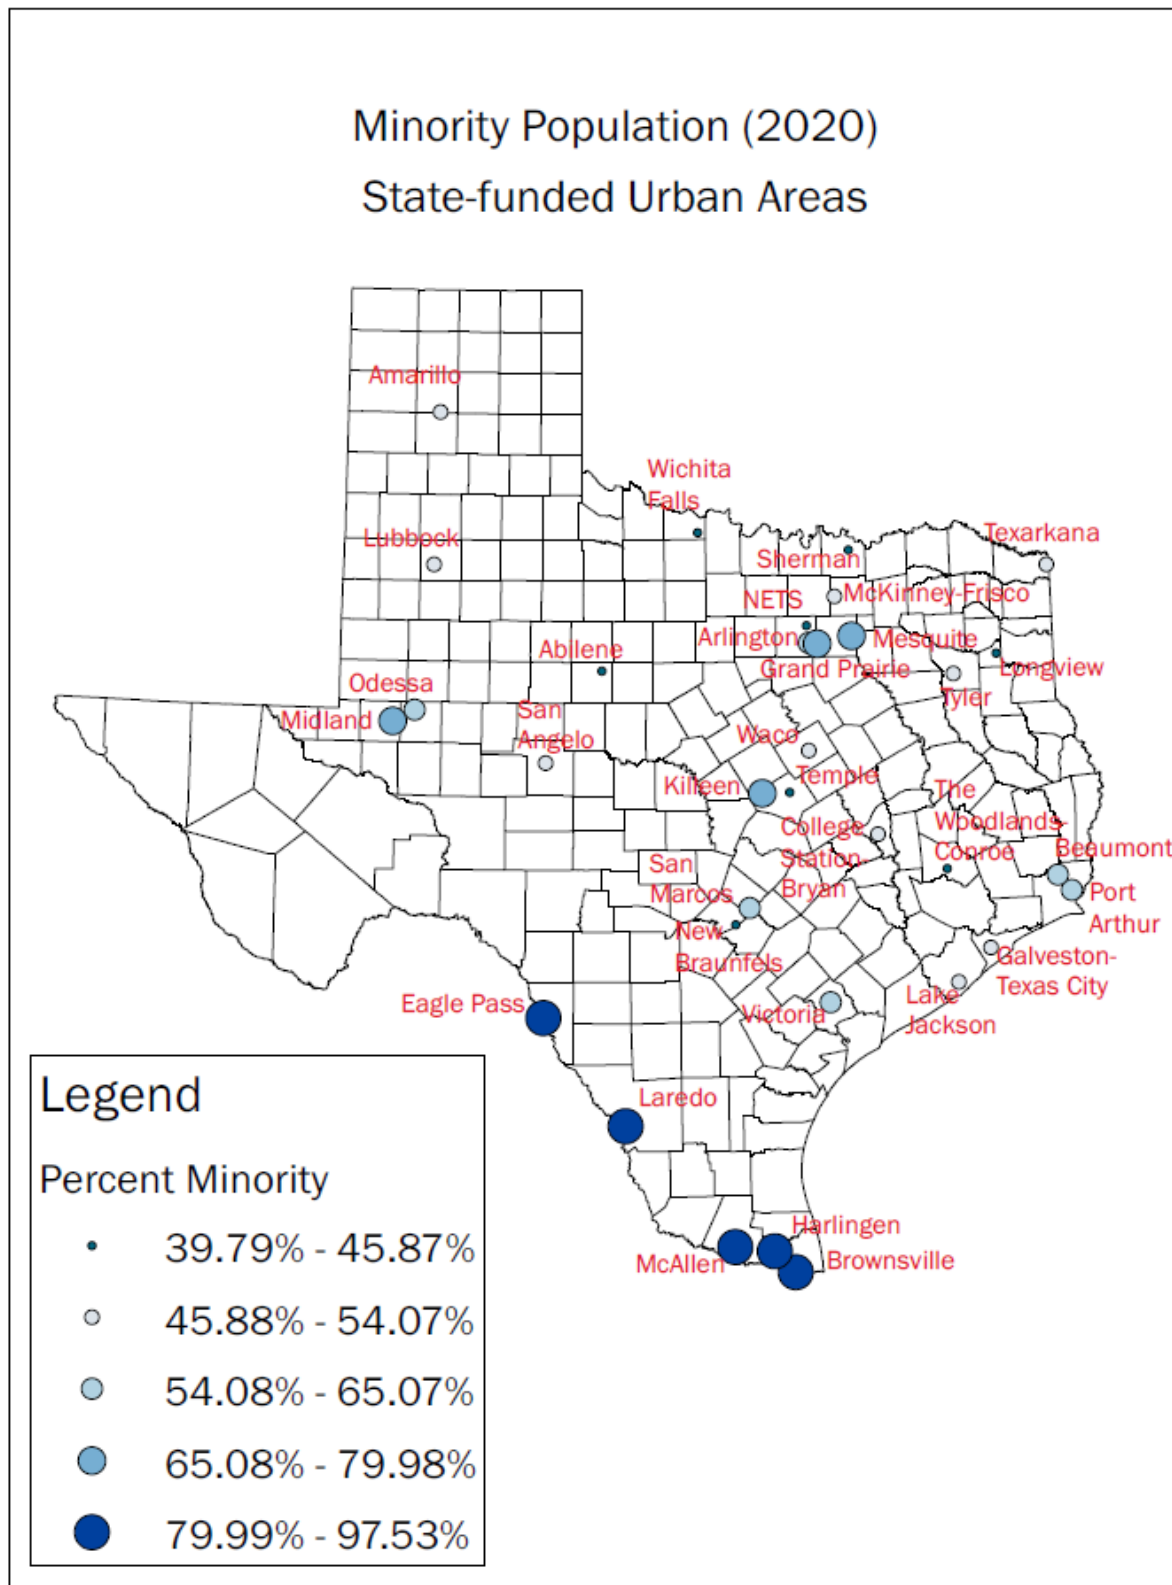 Minority Population (2020)
State-funded Urban Areas
Amarillo
Wichita
Falls
Lubbock
Texarkana
Sherman
McKinney-Frisco
NETS
Arlington
Mesquite
Abilene
Grand Prairie
Longview
Odessa
Tyler
Midland
San
Angelo
Waco
Killeen
Temple
The
Woodlands-
Conroe
College
Station-
Bryan
Beaumont
San
Marcos
Port
Arthur
New
Braunfels
Galveston-
Texas City
Eagle Pass
Victoria
Lake
Jackson
Laredo
Harlingen
McAllen
Brownsville
Legend
Percent Minority
39.79% - 45.87%
45.88% - 54.07%
54.08% - 65.07%
65.08% - 79.98%
79.99% - 97.53%